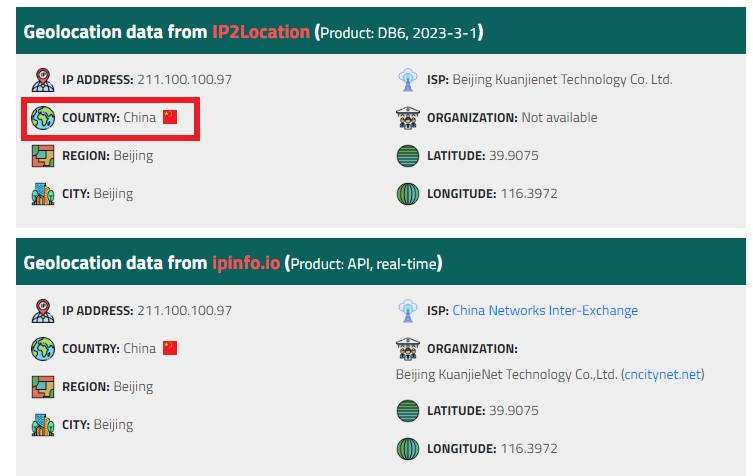 Geolocation data from IP2Location (Product: DB6, 2023-3-1)
IP ADDRESS: 211.100.100.97
COUNTRY: China
REGION: Beijing
CITY: Beijing
ISP: Beijing Kuanjienet Technology Co. Ltd.
ORGANIZATION: Not available
LATITUDE: 39.9075
LONGITUDE: 116.3972
Geolocation data from ipinfo.io (Product: API, real-time)
IP ADDRESS: 211.100.100.97
COUNTRY: China
REGION: Beijing
CITY: Beijing
ISP: China Networks Inter-Exchange
ORGANIZATION:
Beijing KuanjieNet Technology Co.,Ltd. (cncitynet.net)
LATITUDE: 39.9075
LONGITUDE: 116.3972